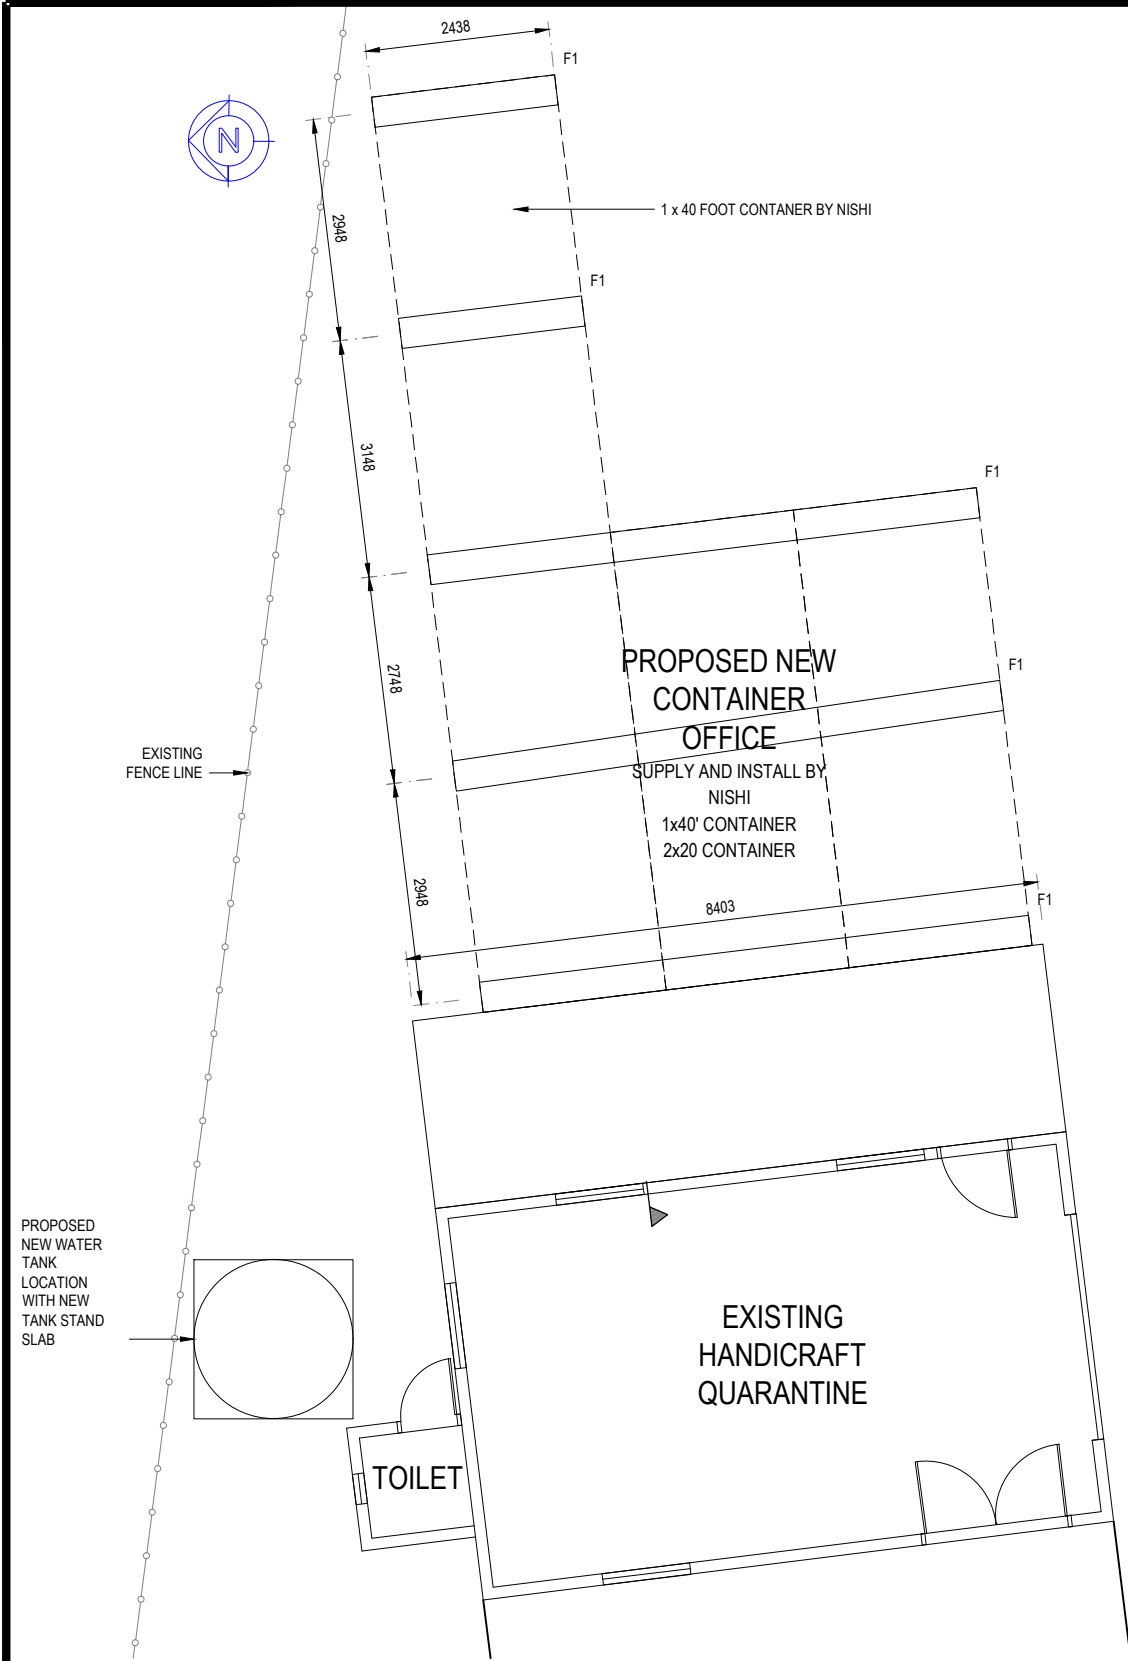 2438
F1
N
1 x 40 FOOT CONTANER BY NISHI
2948
F1
3148
F1
PROPOSED NEW
CONTAINER
OFFICE
SUPPLY AND INSTALL BY
NISHI
1x40' CONTAINER
2x20 CONTAINER
F1
2748
EXISTING
FENCE LINE
2948
8403
F1
PROPOSED
NEW WATER
TANK
LOCATION
WITH NEW
TANK STAND
SLAB
EXISTING
HANDICRAFT
QUARANTINE
TOILET